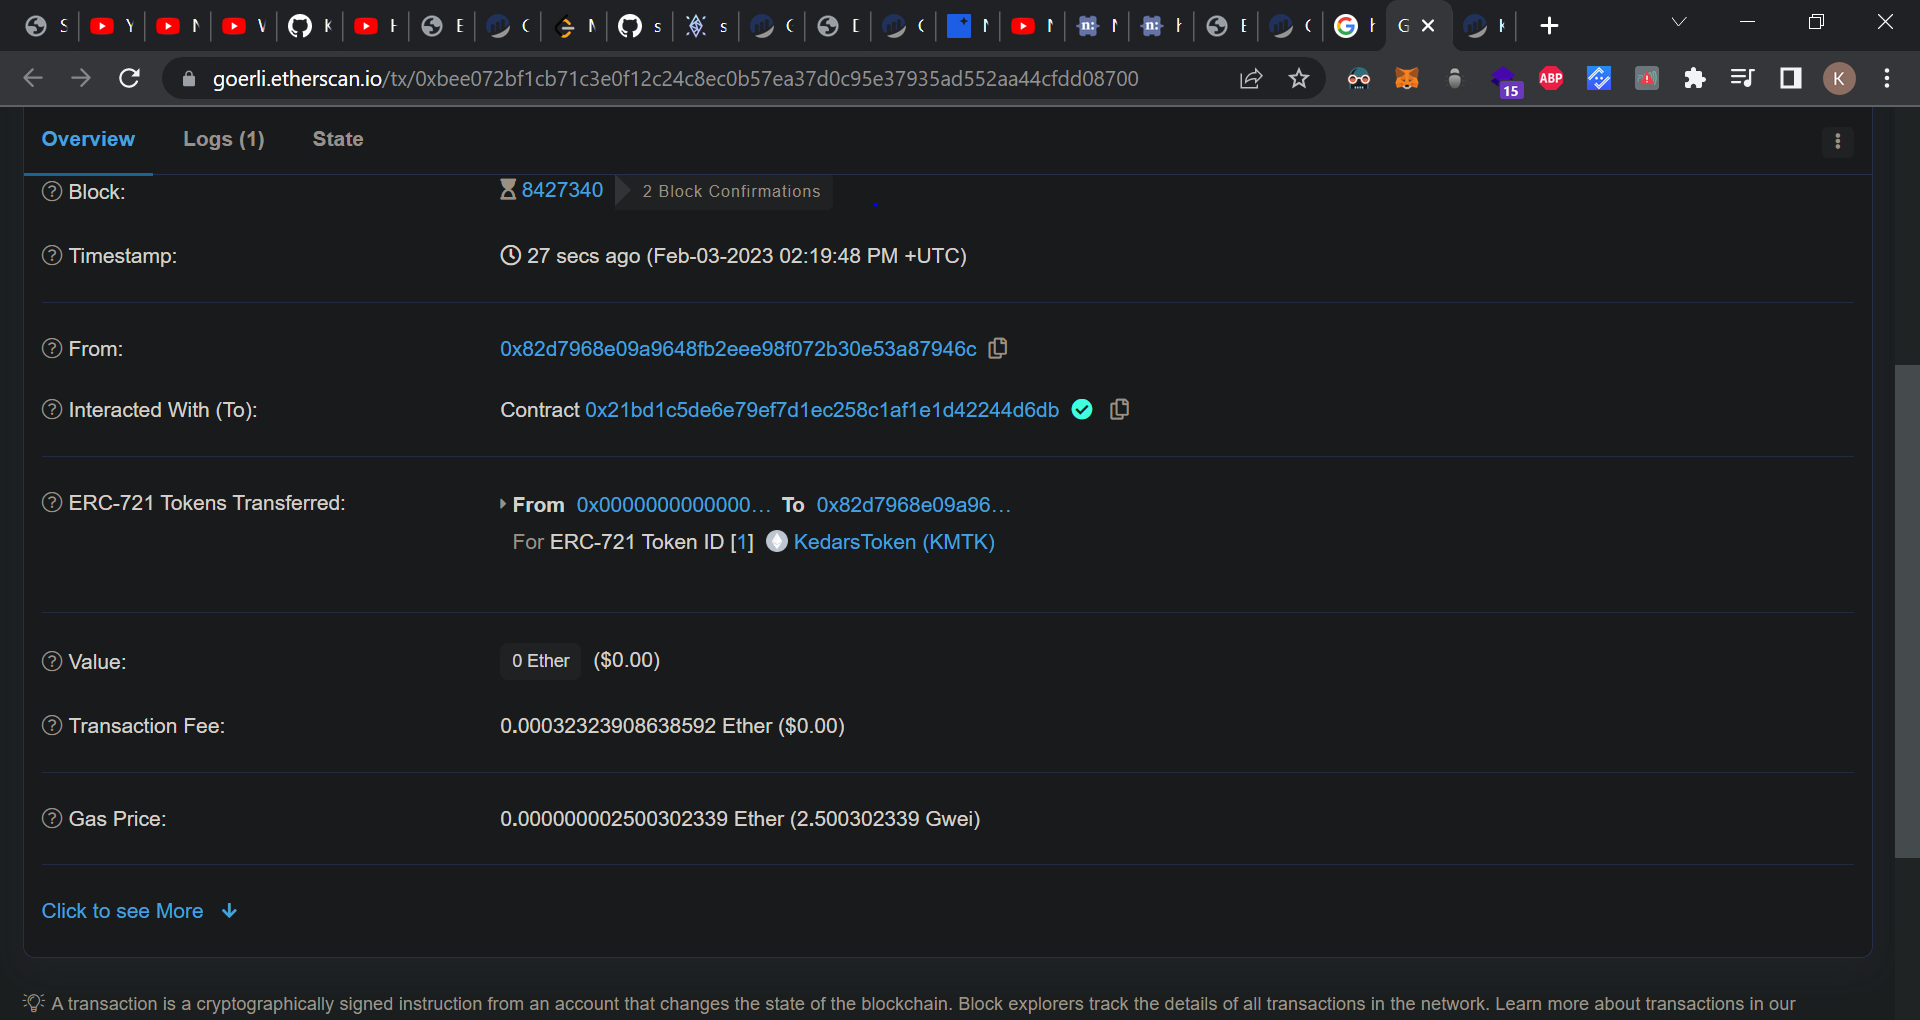 goerli.etherscan.io/tx/0xbee072bf1cb71c3e0f12c24c8ec0b57ea37d0c95e37935ad552aa44cfdd08700
15
ABP
K
Overview Logs (1) State
Block: 8427340 2 Block Confirmations
Timestamp: 27 secs ago (Feb-03-2023 02:19:48 PM +UTC)
From: 0x82d7968e09a9648fb2eee98f072b30e53a87946c
Interacted With (To): Contract 0x21bd1c5de6e79ef7d1ec258c1af1e1d42244d6db
ERC-721 Tokens Transferred: From 0x0000000000000... To 0x82d7968e09a96...
For ERC-721 Token ID [1] KedarsToken (KMTK)
Value: 0 Ether ($0.00)
Transaction Fee: 0.00032323908638592 Ether ($0.00)
Gas Price: 0.000000002500302339 Ether (2.500302339 Gwei)
Click to see More
A transaction is a cryptographically signed instruction from an account that changes the state of the blockchain. Block explorers track the details of all transactions in the network. Learn more about transactions in our